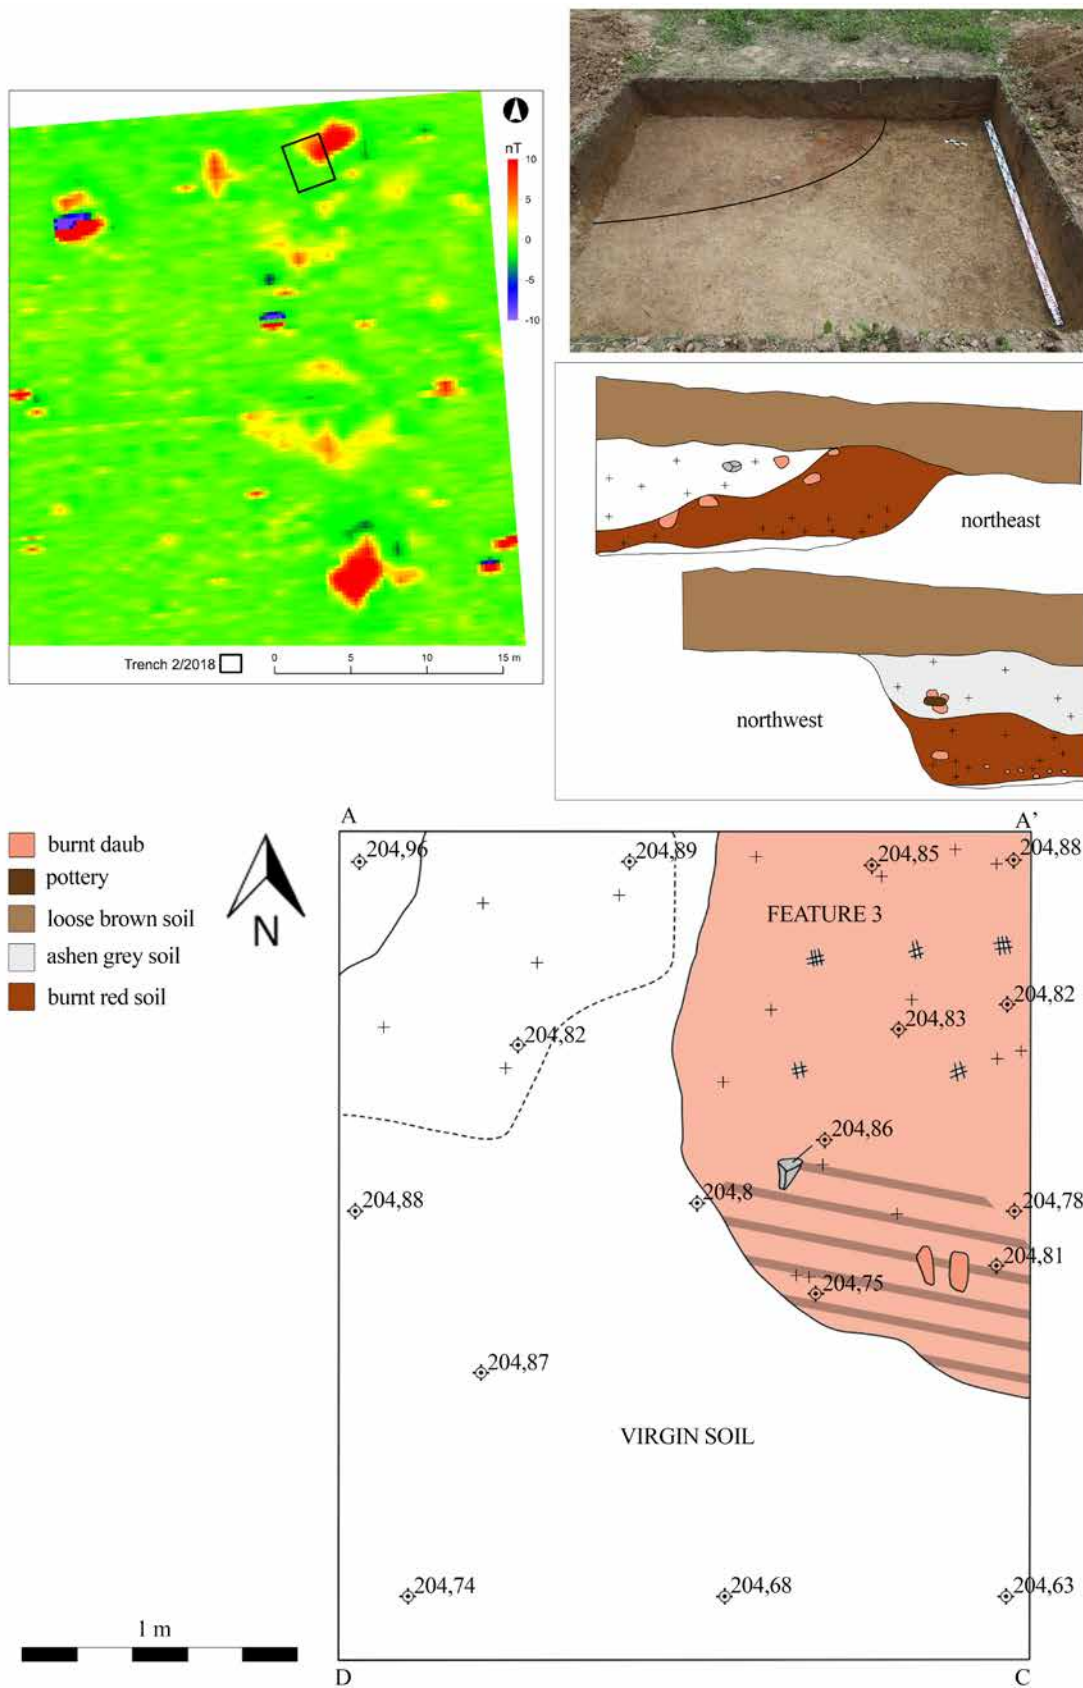 nT
10
5
0
-5
-10
Trench 2/2018
0 5 10 15 m
northeast
northwest
burnt daub
pottery
loose brown soil
ashen grey soil
burnt red soil
N
A A’
204,96 204,89 204,85 204,88
FEATURE 3
204,82 204,83 204,82
204,86
204,88 204,8 204,78
204,81
204,75
204,87
VIRGIN SOIL
204,74 204,68 204,63
1 m
D C